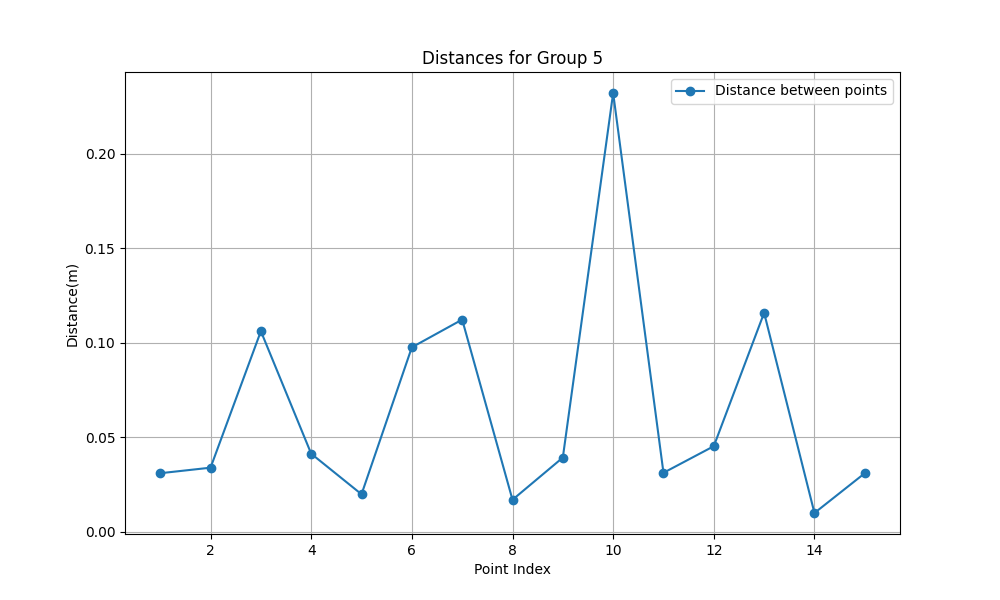 Distances for Group 5
Distance between points
0.20
0.15
0.10
0.05
0.00
Distance(m)
2 4 6 8 10 12 14
Point Index